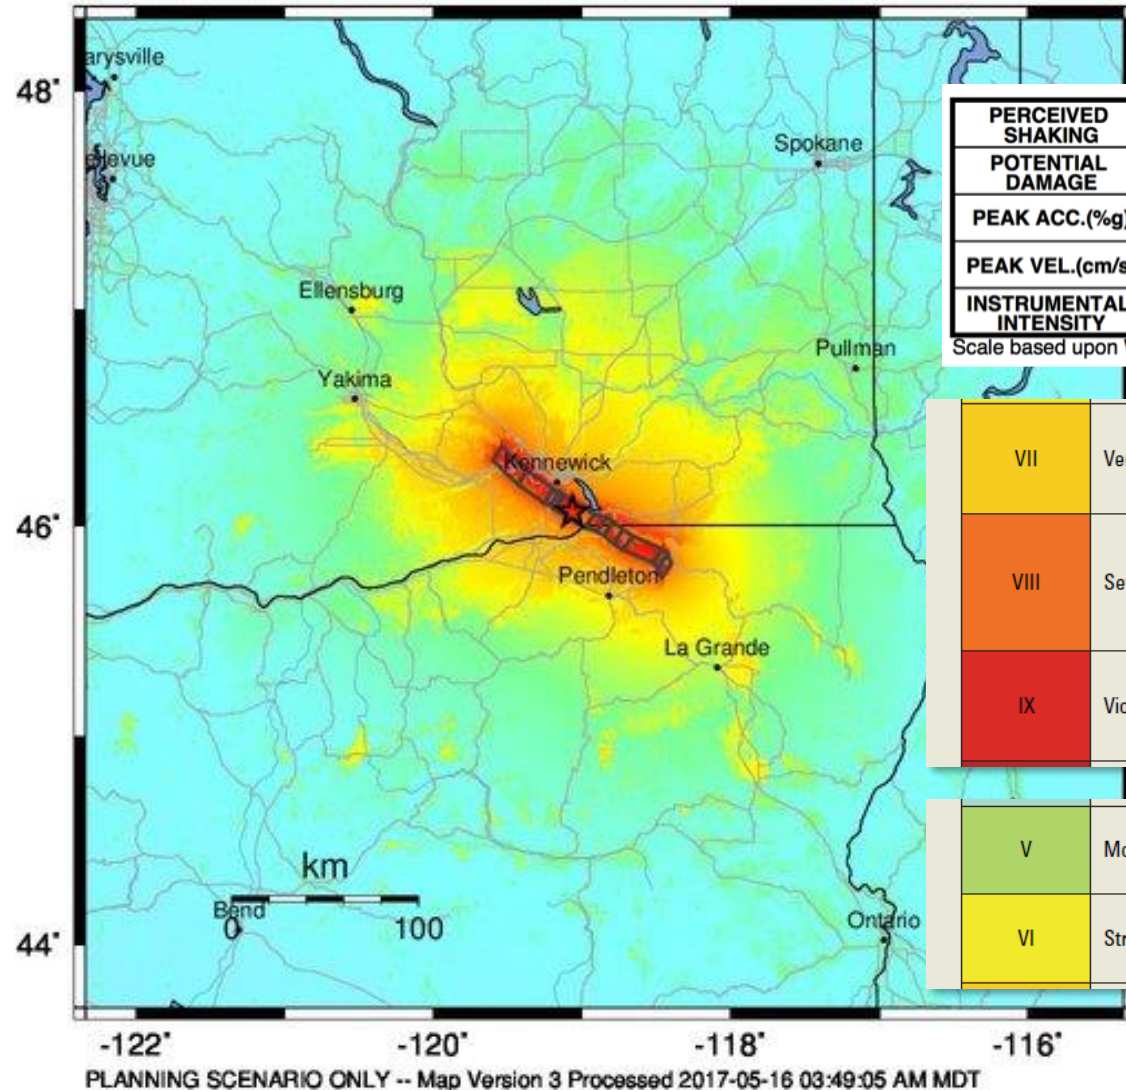 48°
46°
44°
-122°
-120°
-118°
-116°
arysville
Spokane
Ellensburg
Pullman
Yakima
Kennewick
Pendleton
La Grande
km
0
100
Bend
Ontario
PERCEIVED
SHAKING
POTENTIAL
DAMAGE
PEAK ACC.(%g)
PEAK VEL.(cm/s
INSTRUMENTAL
INTENSITY
Scale based upon
VII
VIII
IX
V
VI
PLANNING SCENARIO ONLY -- Map Version 3 Processed 2017-05-16 03:49:05 AM MDT